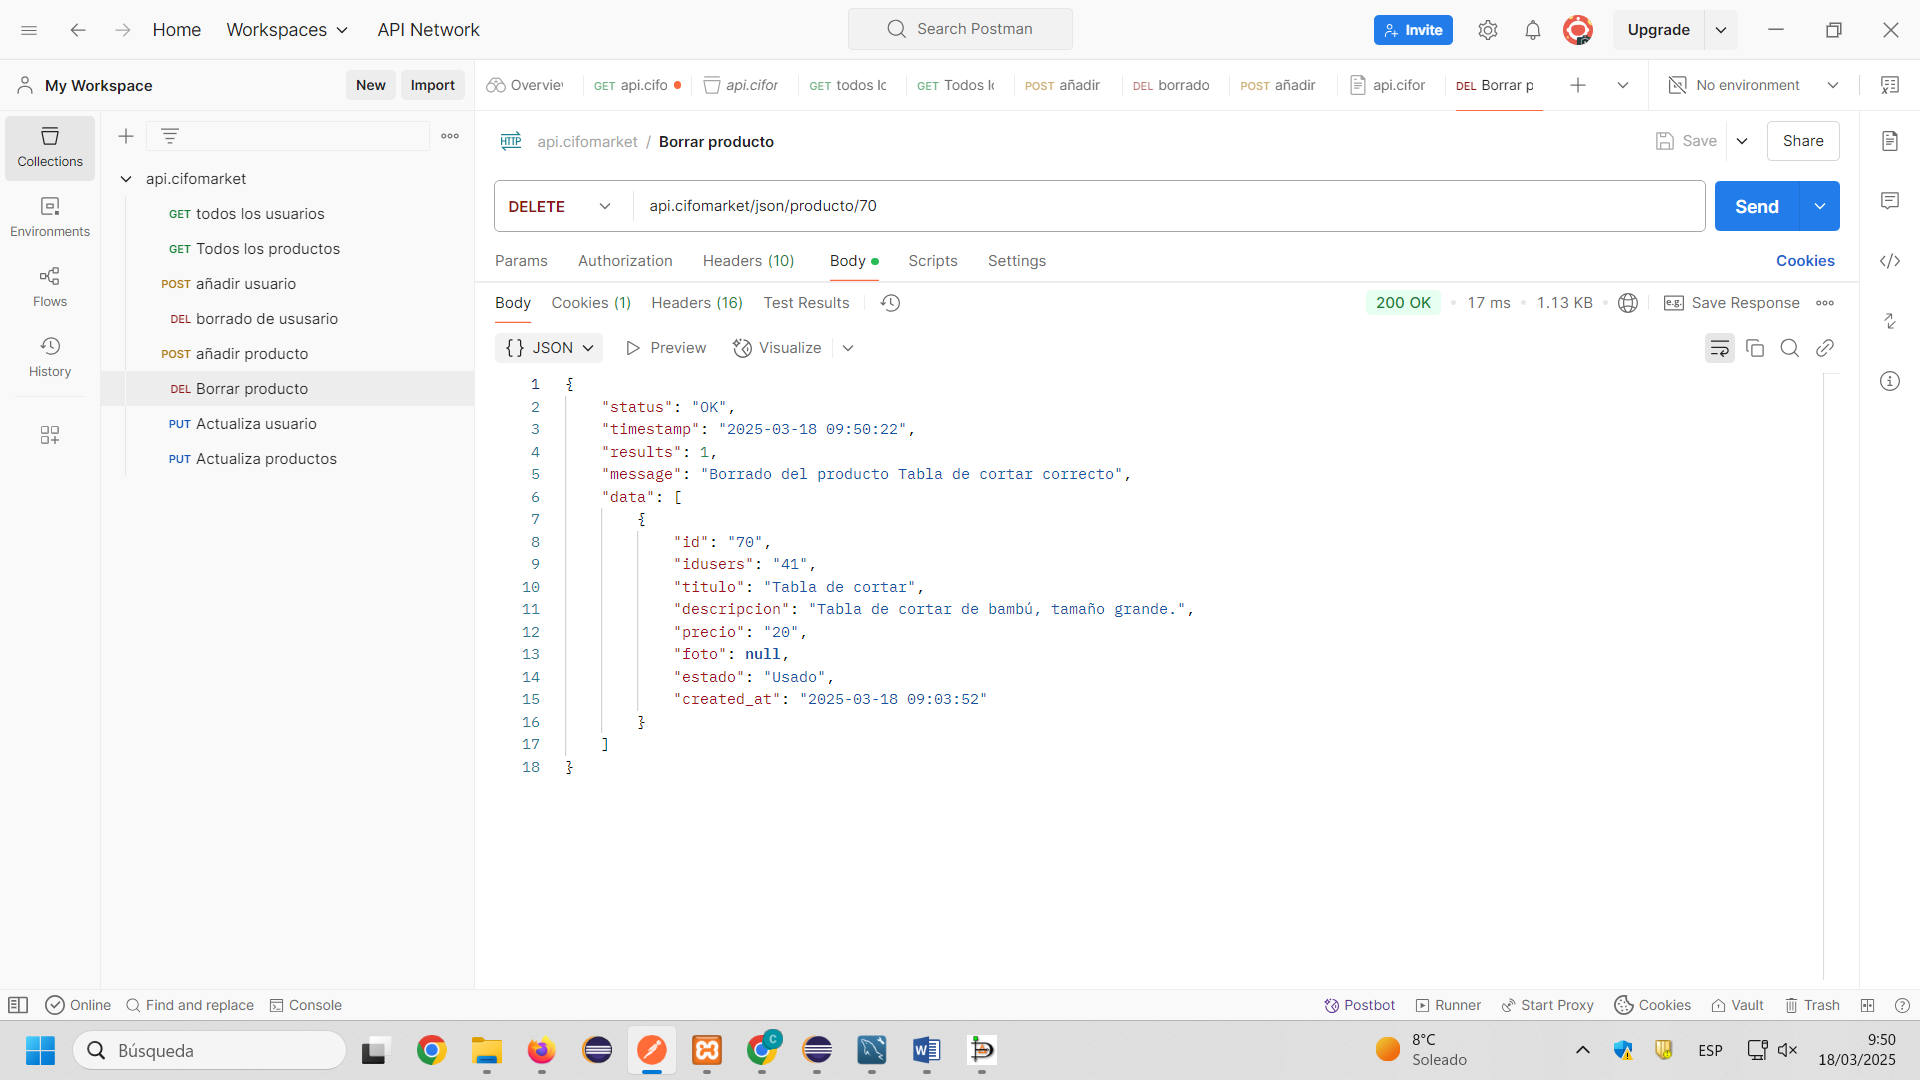 Home Workspaces API Network Search Postman Invite Upgrade
My Workspace New Import Overview GET api.cifo GET todos lc GET Todos lo POST añadir DEL borrado POST añadir api.cifor DEL Borrar p No environment
api.cifor
Collections
Environments
Flows
History
api.cifomarket
GET todos los usuarios
GET Todos los productos
POST añadir usuario
DEL borrado de ususario
POST añadir producto
DEL Borrar producto
PUT Actualiza usuario
PUT Actualiza productos
HTTP api.cifomarket / Borrar producto Save Share
DELETE api.cifomarket/json/producto/70 Send
Params Authorization Headers (10) Body Scripts Settings Cookies
Body Cookies (1) Headers (16) Test Results 200 OK 17 ms 1.13 KB e.g. Save Response
{} JSON Preview Visualize
1 {
2 "status": "OK",
3 "timestamp": "2025-03-18 09:50:22",
4 "results": 1,
5 "message": "Borrado del producto Tabla de cortar correcto",
6 "data": [
7 {
8 "id": "70",
9 "idusers": "41",
10 "titulo": "Tabla de cortar",
11 "descripcion": "Tabla de cortar de bambú, tamaño grande.",
12 "precio": "20",
13 "foto": null,
14 "estado": "Usado",
15 "created_at": "2025-03-18 09:03:52"
16 }
17 ]
18 }
Online Find and replace Console Postbot Runner Start Proxy Cookies Vault Trash
Búsqueda
8°C
Soleado
ESP
9:50
18/03/2025